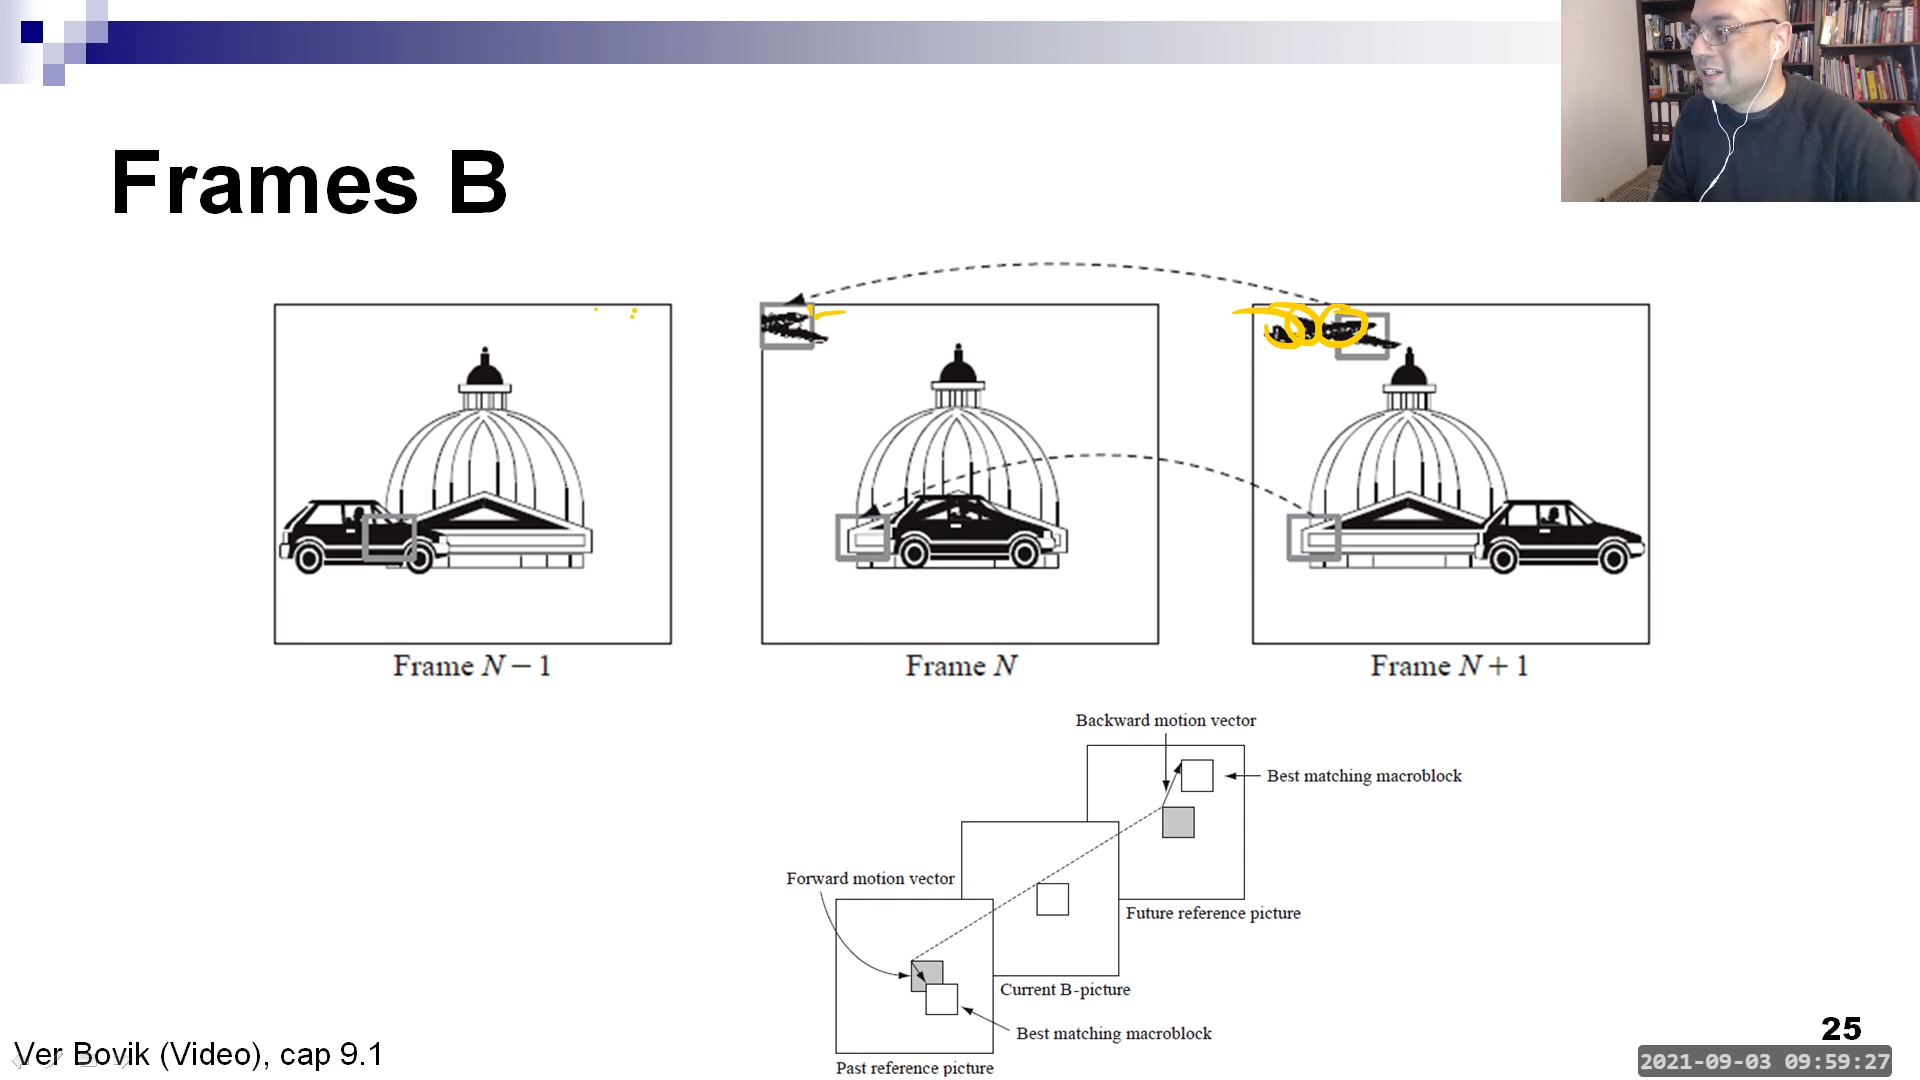 Frames B
Frame N – 1
Frame N
Frame N + 1
Backward motion vector
Best matching macroblock
Forward motion vector
Future reference picture
Current B-picture
Best matching macroblock
Past reference picture
Ver Bovik (Video), cap 9.1
25
2021-09-03 09:59:27